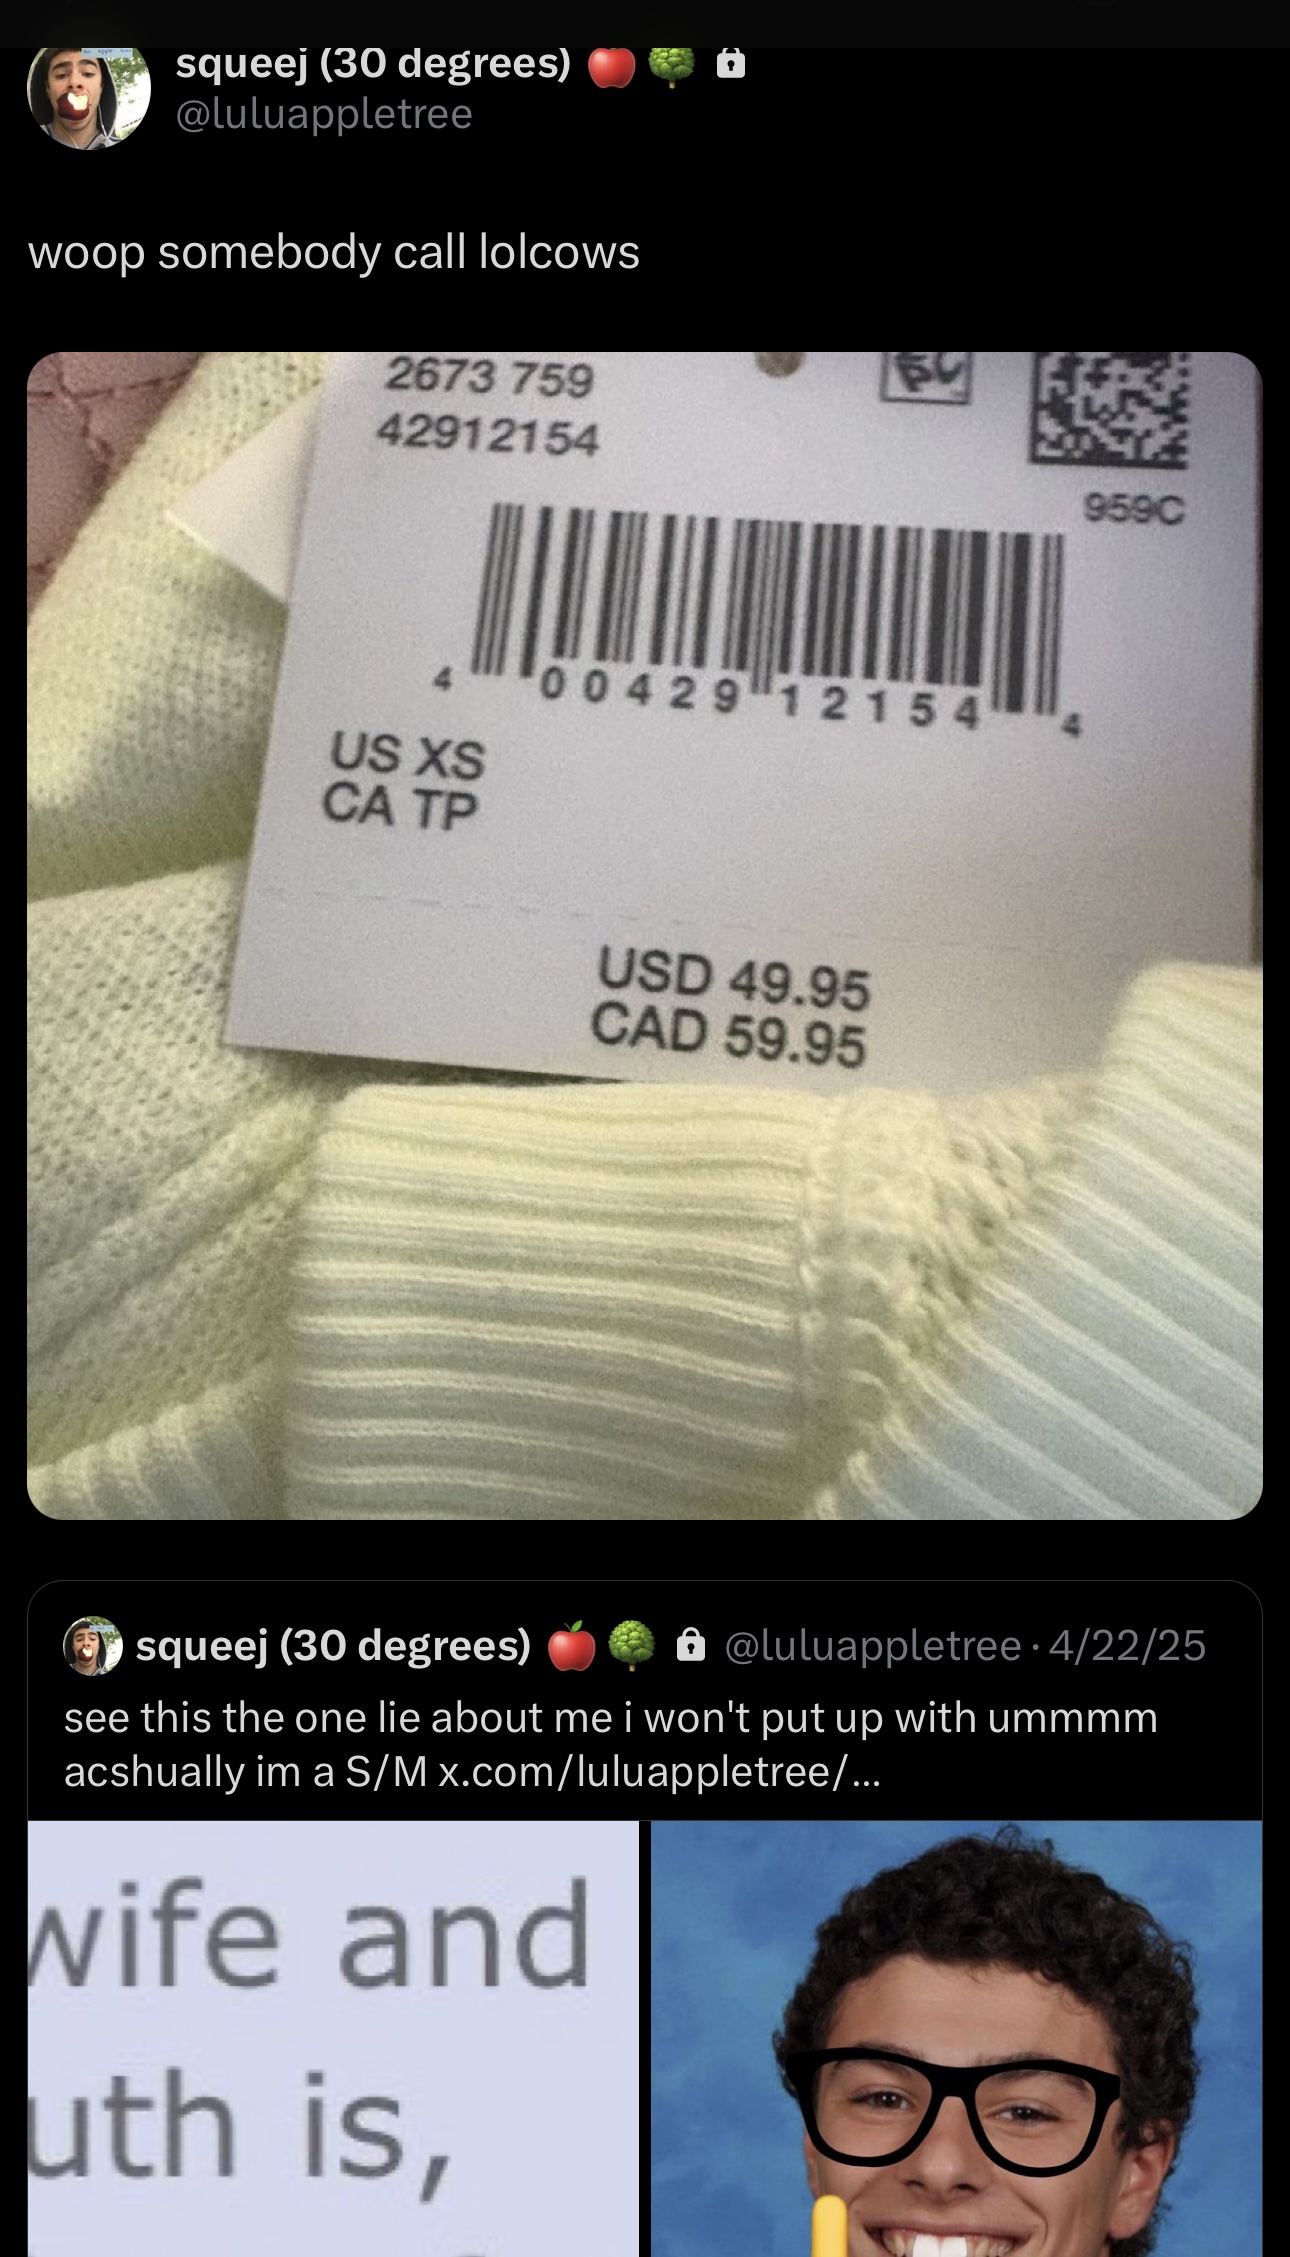 squeej (30 degrees) 🍎🌳 🔒
@luluappletree
woop somebody call lolcows
2673 759
42912154
959C
4 00429 12154 4
US XS
CA TP
USD 49.95
CAD 59.95
squeej (30 degrees) 🍎🌳 🔒 @luluappletree · 4/22/25
see this the one lie about me i won't put up with ummmm
acshually im a S/M x.com/luluappletree/…
wife and
uth is,